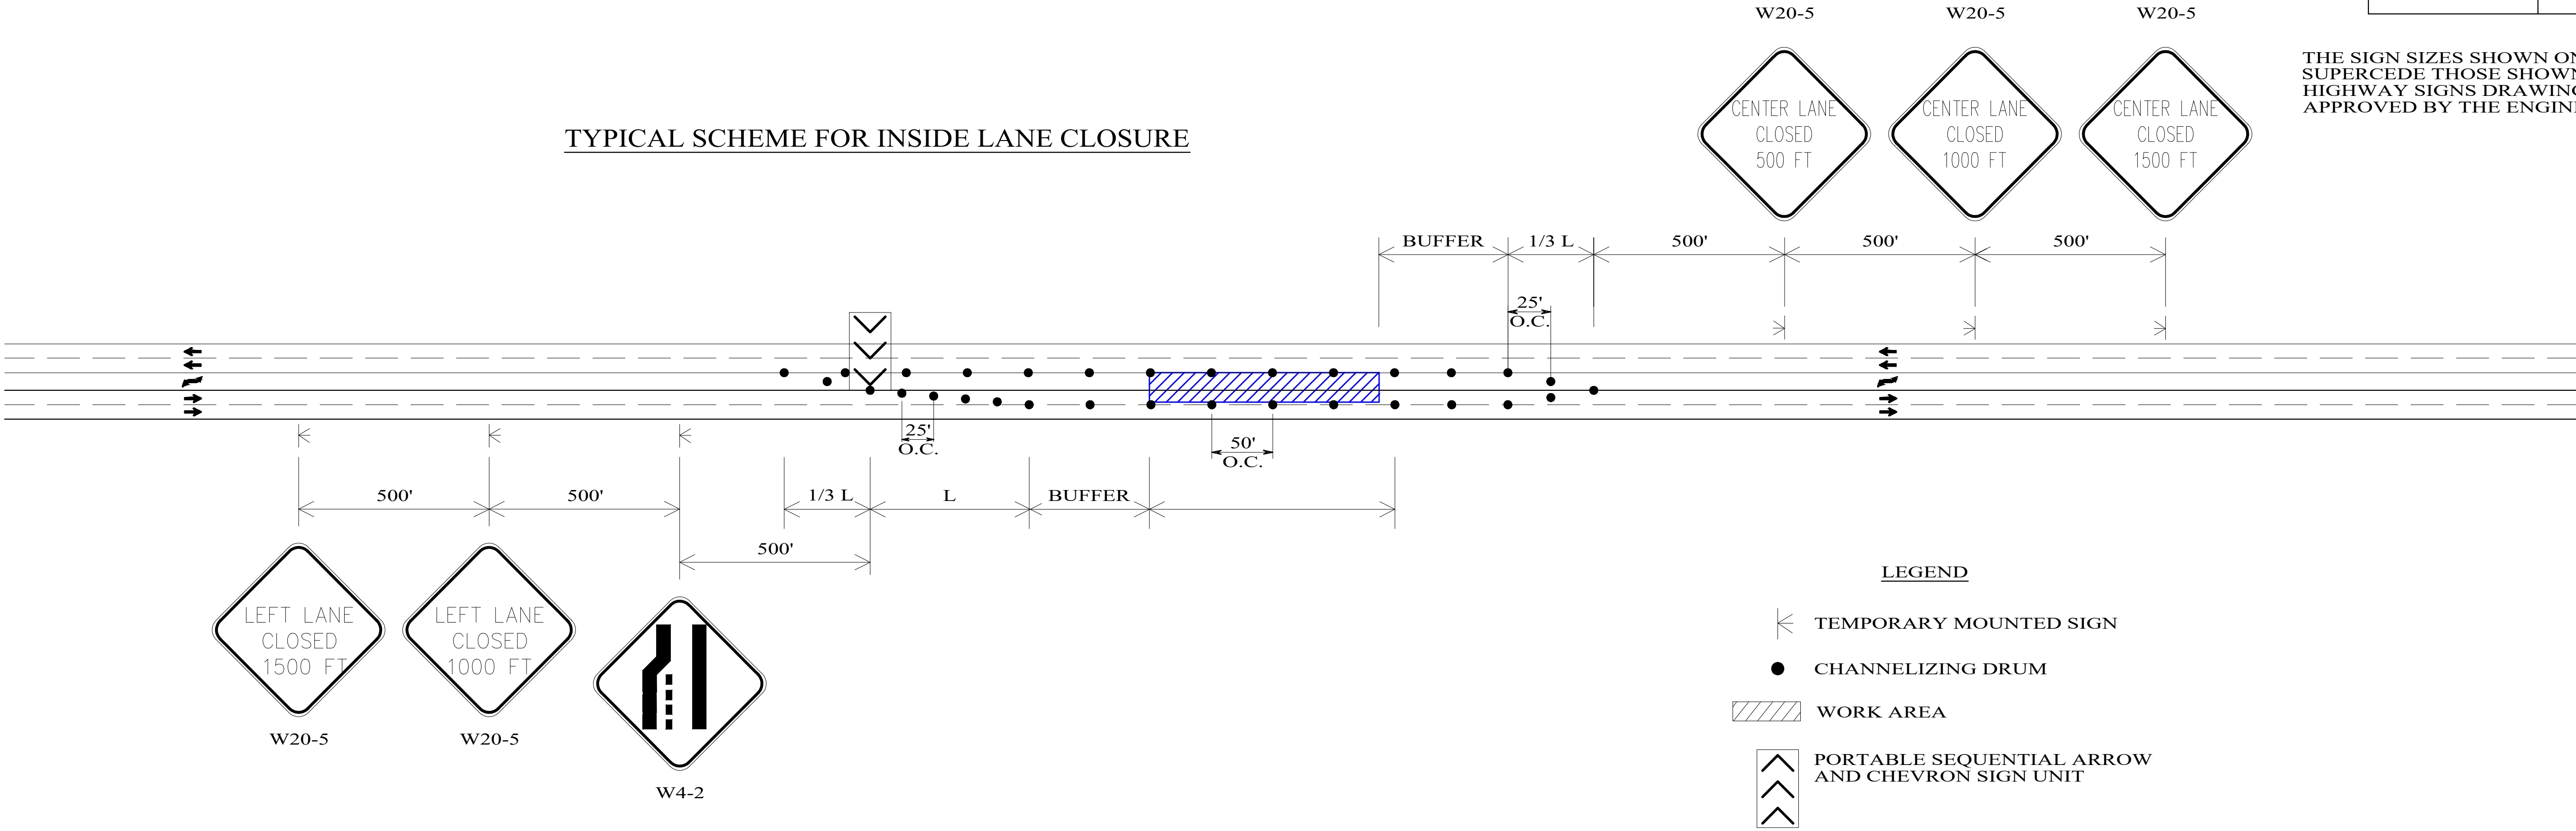 W20-5
W20-5
W20-5
THE SIGN SIZES SHOWN ON
SUPERCEDE THOSE SHOWN
HIGHWAY SIGNS DRAWING
APPROVED BY THE
CENTER LANE
CLOSED
500 FT
CENTER LANE
CLOSED
1000 FT
CENTER LANE
CLOSED
1500 FT
TYPICAL SCHEME FOR INSIDE LANE CLOSURE
BUFFER
1/3 L
500'
500'
500'
25'
O.C.
25'
O.C.
50'
O.C.
500'
500'
1/3 L
L
BUFFER
500'
LEFT LANE
CLOSED
1500 FT
LEFT LANE
CLOSED
1000 FT
W20-5
W20-5
W4-2
LEGEND
TEMPORARY MOUNTED SIGN
CHANNELIZING DRUM
WORK AREA
PORTABLE SEQUENTIAL ARROW
AND CHEVRON SIGN UNIT